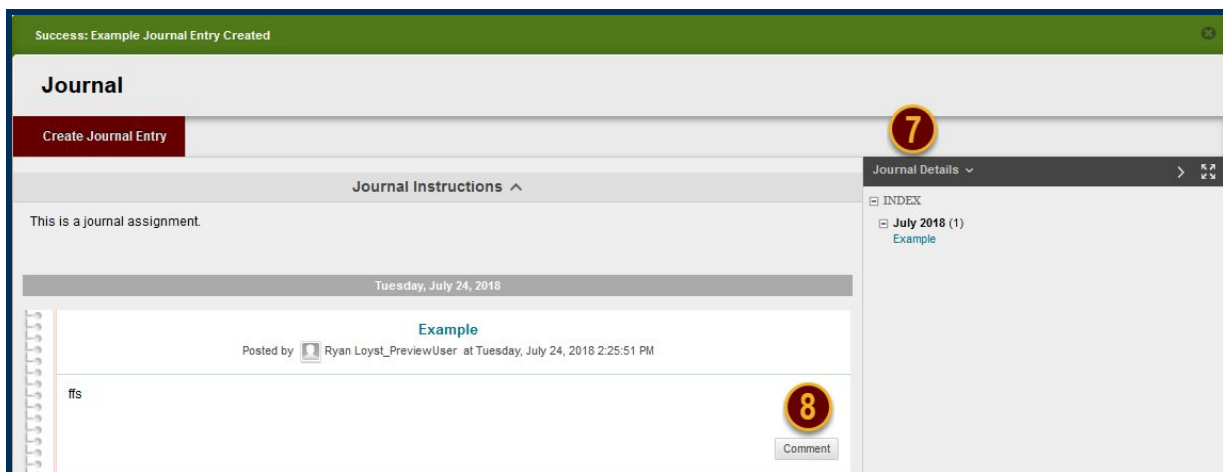 Success: Example Journal Entry Created
Journal
Create Journal Entry
7
Journal Details
Journal Instructions
INDEX
This is a journal assignment.
July 2018 (1)
Example
Tuesday, July 24, 2018
Example
Posted by Ryan Loyst_PreviewUser at Tuesday, July 24, 2018 2:25:51 PM
ffs
8
Comment